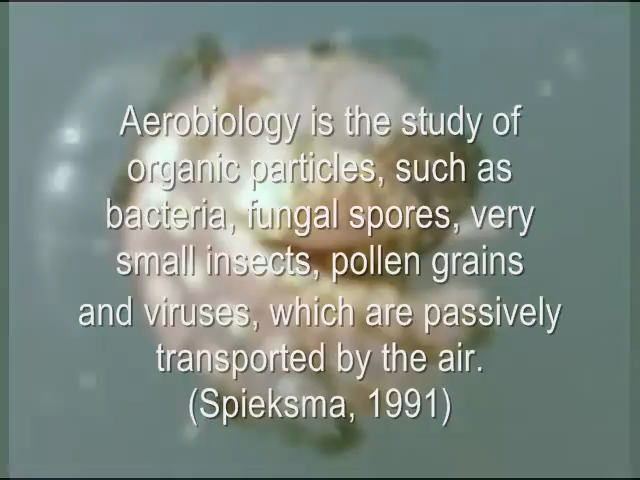 Aerobiology is the study of
organic particles, such as
bacteria, fungal spores, very
small insects, pollen grains
and viruses, which are passively
transported by the air.
(Spieksma, 1991)